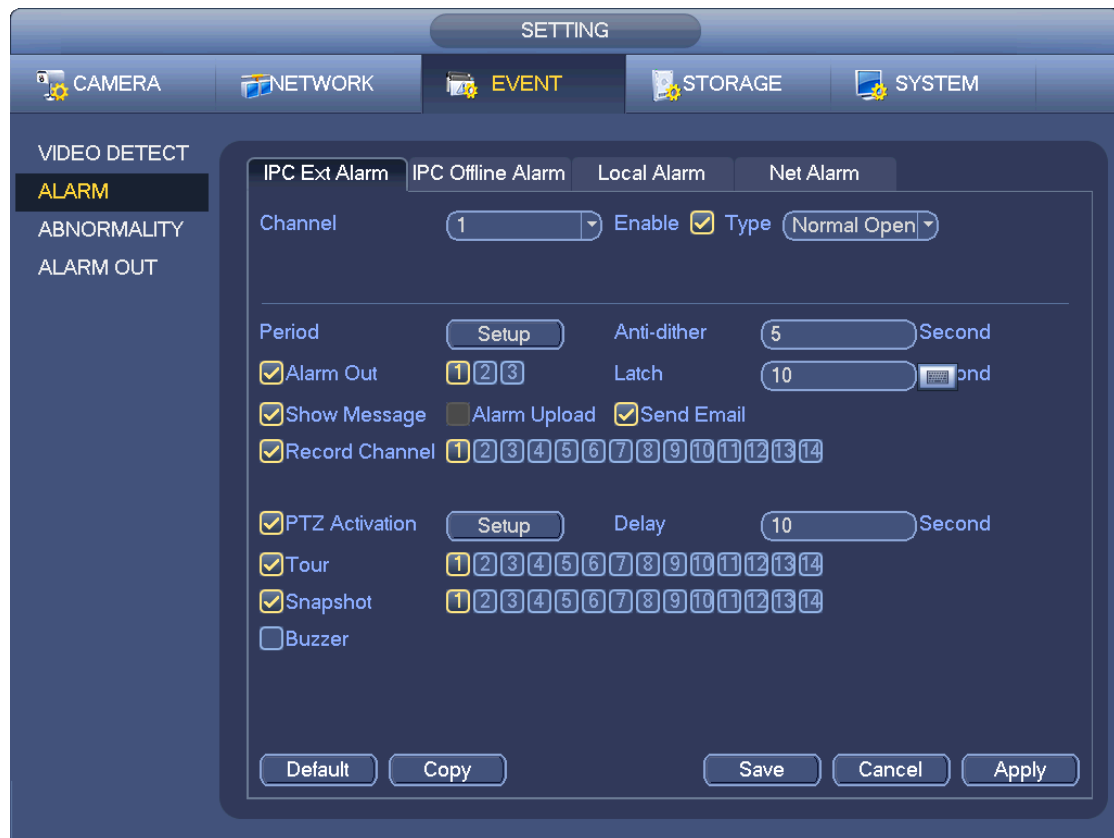 SETTING
CAMERA NETWORK EVENT STORAGE SYSTEM
VIDEO DETECT
ALARM
ABNORMALITY
ALARM OUT
IPC Ext Alarm IPC Offline Alarm Local Alarm Net Alarm
Channel 1 Enable Type Normal Open
Period Setup Anti-dither 5 Second
Alarm Out 1 2 3 Latch 10 ond
Show Message Alarm Upload Send Email
Record Channel 1 2 3 4 5 6 7 8 9 10 11 12 13 14
PTZ Activation Setup Delay 10 Second
Tour 1 2 3 4 5 6 7 8 9 10 11 12 13 14
Snapshot 1 2 3 4 5 6 7 8 9 10 11 12 13 14
Buzzer
Default Copy Save Cancel Apply